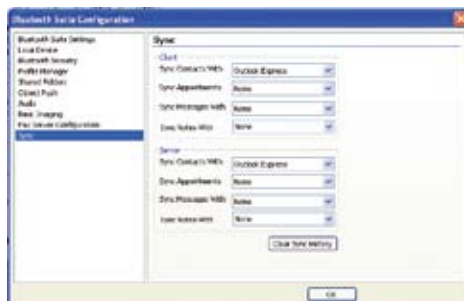 Bluetooth Suite Configuration
Bluetooth Suite Settings
Local Device
Bluetooth Security
Profile Manager
Shared Folders
Object Push
Audio
Basic Imaging
Fax Server Configuration
Sync
Sync
Client
Sync Contacts With Outlook Express
Sync Appointments None
Sync Messages With None
Sync Notes With None
Server
Sync Contacts With Outlook Express
Sync Appointments None
Sync Messages With None
Sync Notes With None
Clear Sync History
OK